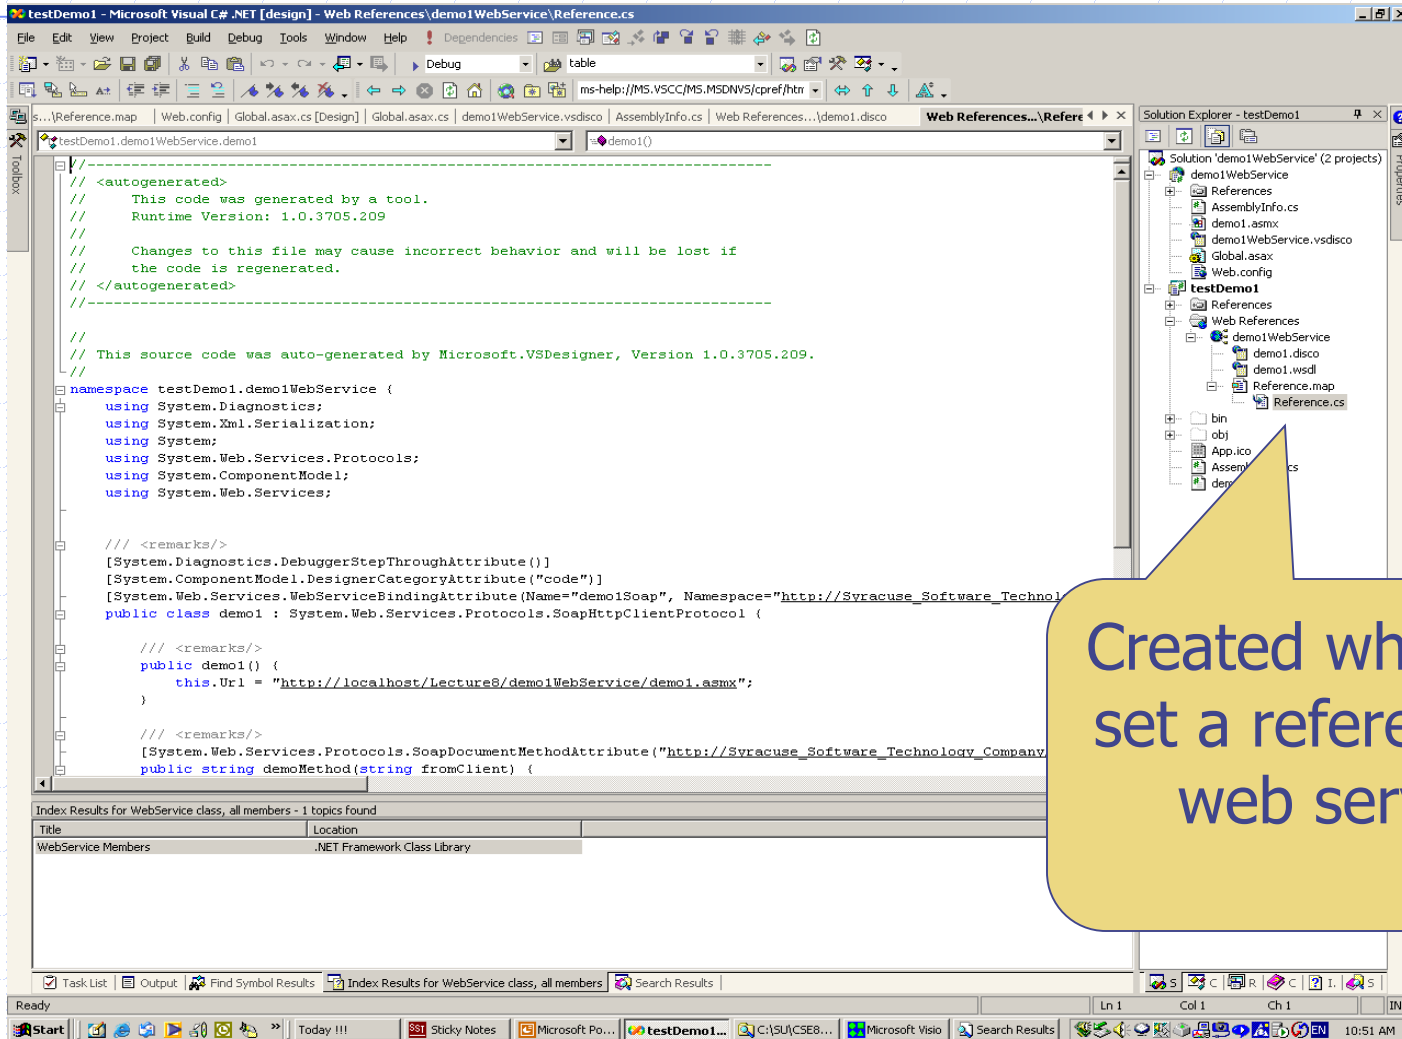 testDemo1 - Microsoft Visual C# .NET [design] - Web References\demo1WebService\Reference.cs
File Edit View Project Build Debug Tools Window Help Dependencies
Debug table
ms-help://MS.VSCC/MS.MSDNVS/cpref/htm
s...\Reference.map | Web.config | Global.asax.cs [Design] | Global.asax.cs | demo1WebService.vsdisco | AssemblyInfo.cs | Web References...\demo1.disco Web References...\Refere
testDemo1.demo1WebService.demo1 demo1()
Toolbox
//------------------------------------------------------------------------------
// <autogenerated>
//     This code was generated by a tool.
//     Runtime Version: 1.0.3705.209
//
//     Changes to this file may cause incorrect behavior and will be lost if
//     the code is regenerated.
// </autogenerated>
//------------------------------------------------------------------------------
//
// This source code was auto-generated by Microsoft.VSDesigner, Version 1.0.3705.209.
//
namespace testDemo1.demo1WebService {
using System.Diagnostics;
using System.Xml.Serialization;
using System;
using System.Web.Services.Protocols;
using System.ComponentModel;
using System.Web.Services;
/// <remarks/>
[System.Diagnostics.DebuggerStepThroughAttribute()]
[System.ComponentModel.DesignerCategoryAttribute("code")]
[System.Web.Services.WebServiceBindingAttribute(Name="demo1Soap", Namespace="http://Syracuse_Software_Technol
public class demo1 : System.Web.Services.Protocols.SoapHttpClientProtocol {
/// <remarks/>
public demo1() {
this.Url = "http://localhost/Lecture8/demo1WebService/demo1.asmx";
}
/// <remarks/>
[System.Web.Services.Protocols.SoapDocumentMethodAttribute("http://Syracuse_Software_Technology_Company/
public string demoMethod(string fromClient) {
Solution Explorer - testDemo1
Properties
Solution 'demo1WebService' (2 projects)
demo1WebService
References
AssemblyInfo.cs
demo1.asmx
demo1WebService.vsdisco
Global.asax
Web.config
testDemo1
References
Web References
demo1WebService
demo1.disco
demo1.wsdl
Reference.map
Reference.cs
bin
obj
App.ico
Assemb cs
dem
Created wh
set a refere
web ser
Index Results for WebService class, all members - 1 topics found
Title Location
WebService Members .NET Framework Class Library
Task List Output Find Symbol Results Index Results for WebService class, all members Search Results
S C R C I. S
Ready Ln 1 Col 1 Ch 1 IN
Start » Today !!! Sticky Notes Microsoft Po... testDemo1... C:\SU\CSE8... Microsoft Visio Search Results EN 10:51 AM